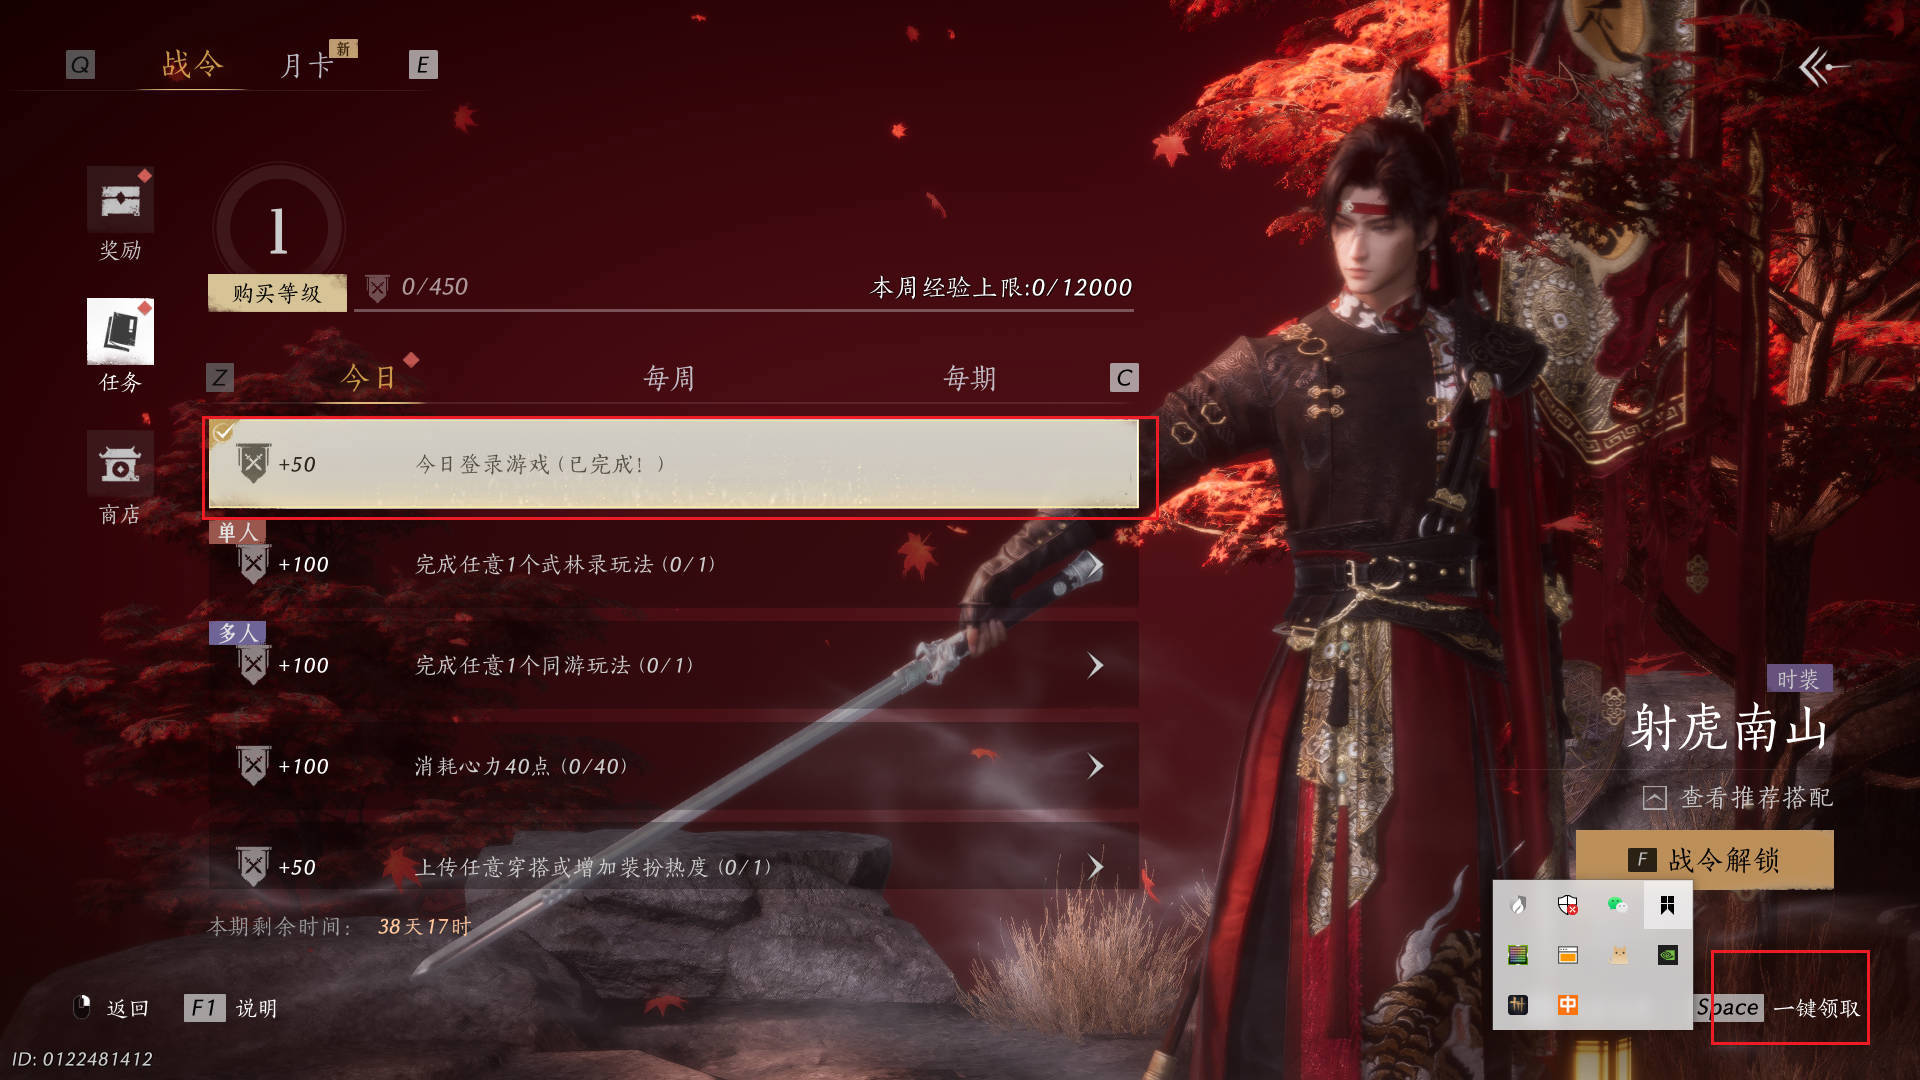 Q
战令
月卡
新
E
奖励
任务
商店
1
购买等级
0/450
本周经验上限:0/12000
Z
今日
每周
每期
C
+50
今日登录游戏(已完成!)
单人
+100
完成任意1个武林录玩法(0/1)
多人
+100
完成任意1个同游玩法(0/1)
+100
消耗心力40点(0/40)
+50
上传任意穿搭或增加装扮热度(0/1)
本期剩余时间: 38天17时
返回
F1 说明
ID: 0122481412
时装
射虎南山
查看推荐搭配
F 战令解锁
中
Space 一键领取